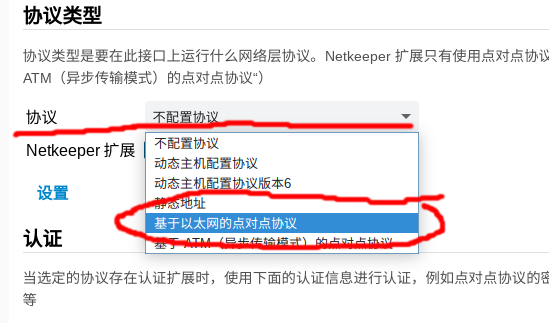 协议类型
协议类型是要在此接口上运行什么网络层协议。Netkeeper 扩展只有使用点对点协议
ATM（异步传输模式）的点对点协议“）
协议
不配置协议
不配置协议
Netkeeper 扩展
动态主机配置协议
动态主机配置协议版本6
设置
静态地址
基于以太网的点对点协议
基于 ATM（异步传输模式）的点对点协议
认证
当选定的协议存在认证扩展时，使用下面的认证信息进行认证，例如点对点协议的密
等